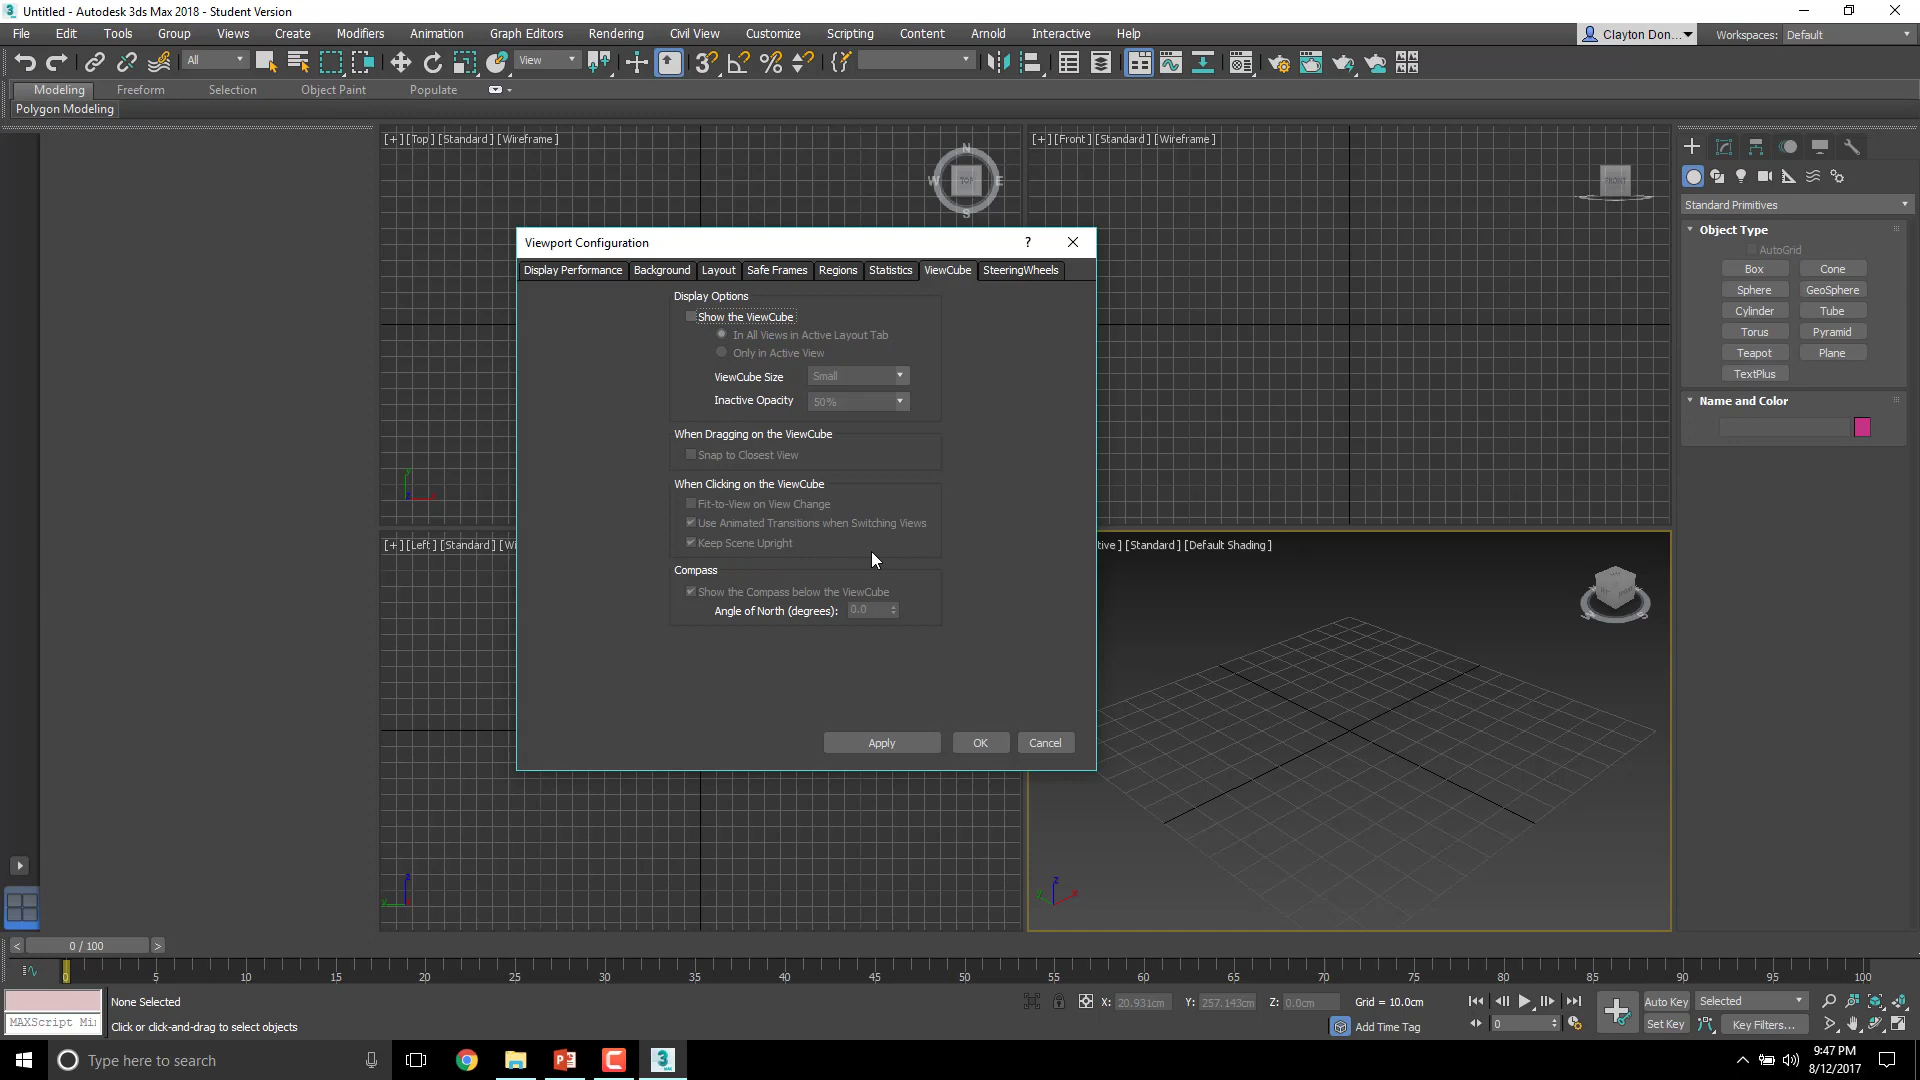 Untitled - Autodesk 3ds Max 2018 - Student Version
File Edit Tools Group Views Create Modifiers Animation Graph Editors Rendering Civil View Customize Scripting Content Arnold Interactive Help
Clayton Don... Workspaces: Default
All View
Modeling Freeform Selection Object Paint Populate
Polygon Modeling
[+] [Top] [Standard] [Wireframe]
N
W TOP E
S
[+] [Front] [Standard] [Wireframe]
FRONT
Standard Primitives
Object Type
AutoGrid
Box Cone
Sphere GeoSphere
Cylinder Tube
Torus Pyramid
Teapot Plane
TextPlus
Name and Color
Viewport Configuration ?
Display Performance Background Layout Safe Frames Regions Statistics ViewCube SteeringWheels
Display Options
Show the ViewCube
In All Views in Active Layout Tab
Only in Active View
ViewCube Size Small
Inactive Opacity 50%
When Dragging on the ViewCube
Snap to Closest View
When Clicking on the ViewCube
Fit-to-View on View Change
Use Animated Transitions when Switching Views
Keep Scene Upright
Compass
Show the Compass below the ViewCube
Angle of North (degrees): 0.0
Apply OK Cancel
[+] [Left] [Standard] [Wi
tive] [Standard] [Default Shading]
< 0 / 100 >
0 5 10 15 20 25 30 35 40 45 50 55 60 65 70 75 80 85 90 95 100
None Selected
MAXScript Mi
Click or click-and-drag to select objects
X: 20.931cm Y: 257.143cm Z: 0.0cm Grid = 10.0cm
Add Time Tag
0
Auto Key Selected
Set Key Key Filters...
Type here to search
9:47 PM
8/12/2017